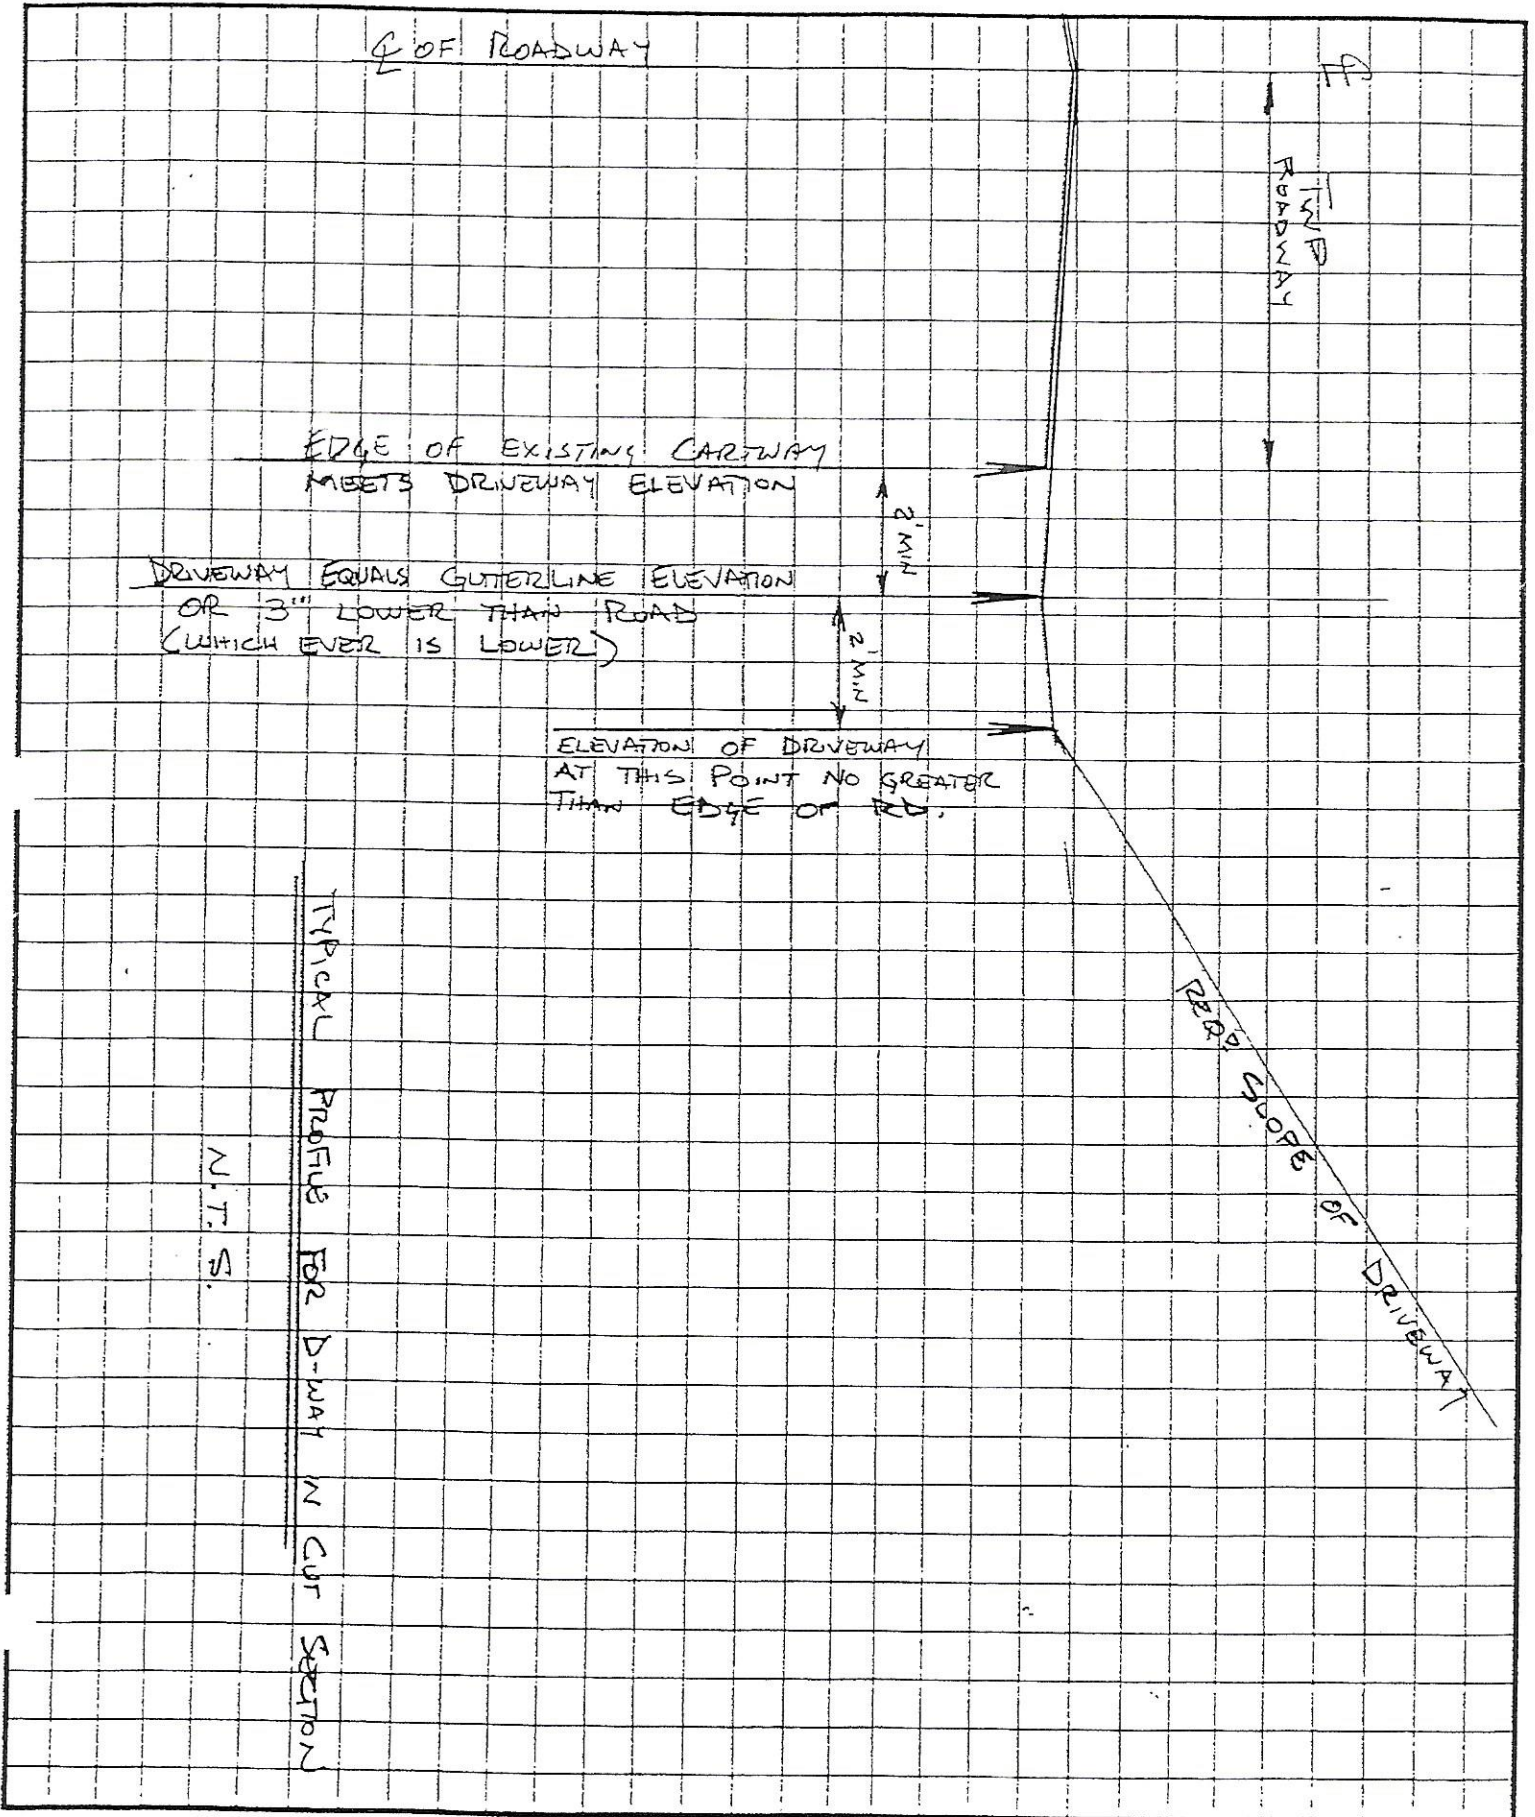 ℄ OF ROADWAY
℄
TWP
ROADWAY
EDGE OF EXISTING CARTWAY
MEETS DRIVEWAY ELEVATION
2' MIN
DRIVEWAY EQUALS GUTTERLINE ELEVATION
OR 3" LOWER THAN ROAD
(WHICH EVER IS LOWER)
2' MIN
ELEVATION OF DRIVEWAY
AT THIS POINT NO GREATER
THAN EDGE OF RD.
REQD. SLOPE OF DRIVEWAY
TYPICAL PROFILE FOR D-WAY IN CUT SECTION
N.T.S.